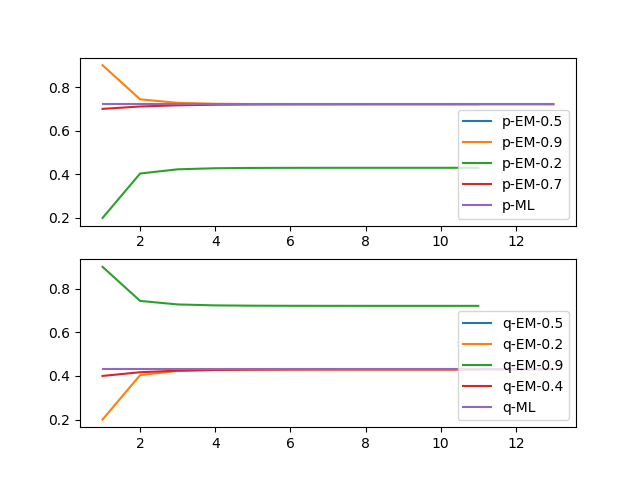 0.8
0.6
0.4
0.2
p-EM-0.5
p-EM-0.9
p-EM-0.2
p-EM-0.7
p-ML
2 4 6 8 10 12
0.8
0.6
0.4
0.2
q-EM-0.5
q-EM-0.2
q-EM-0.9
q-EM-0.4
q-ML
2 4 6 8 10 12